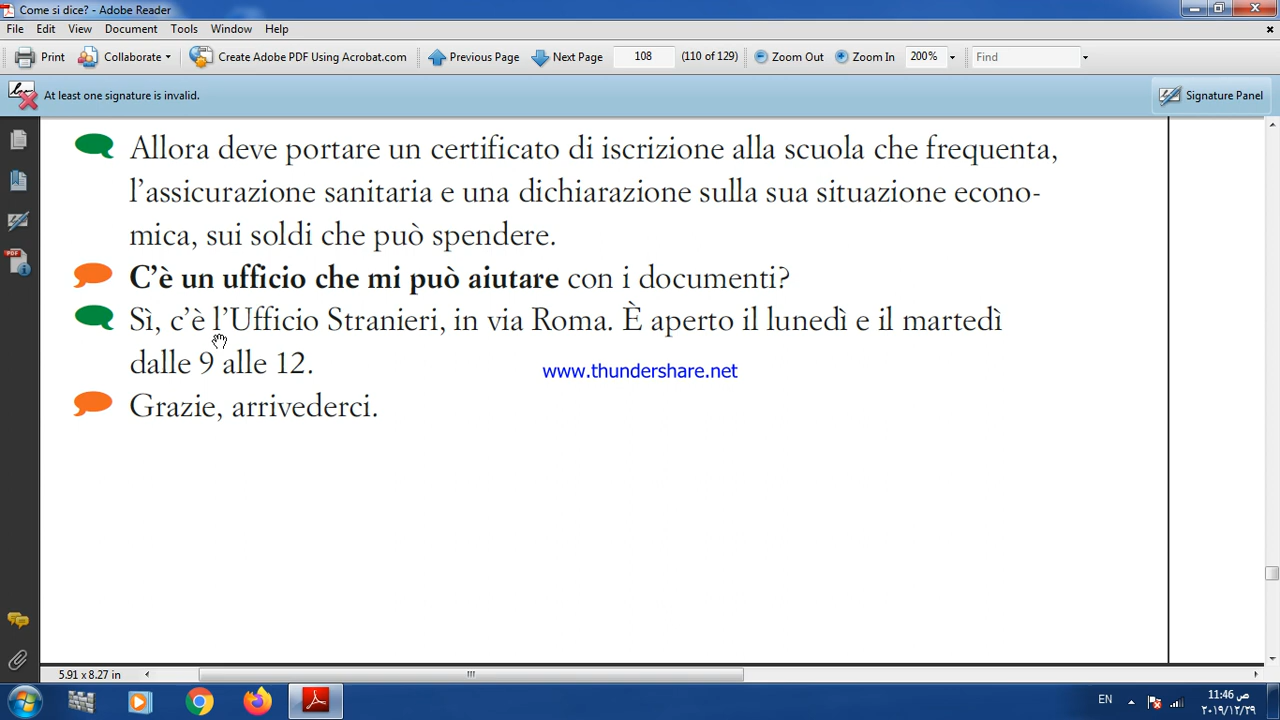 Come si dice? - Adobe Reader
File Edit View Document Tools Window Help
Print Collaborate Create Adobe PDF Using Acrobat.com Previous Page Next Page 108 (110 of 129) Zoom Out Zoom In 200% Find
At least one signature is invalid. Signature Panel
Allora deve portare un certificato di iscrizione alla scuola che frequenta,
l'assicurazione sanitaria e una dichiarazione sulla sua situazione econo-
mica, sui soldi che può spendere.
C'è un ufficio che mi può aiutare con i documenti?
Sì, c'è l'Ufficio Stranieri, in via Roma. È aperto il lunedì e il martedì
dalle 9 alle 12.
www.thundershare.net
Grazie, arrivederci.
5.91 x 8.27 in
EN
11:46 ص
٢٠١٩/١٢/٢٩